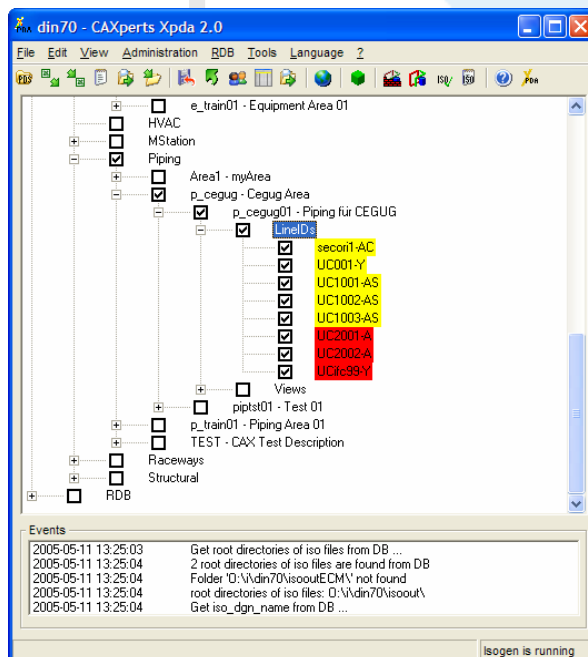 din70 - CAXperts Xpda 2.0
File Edit View Administration RDB Tools Language ?
PDS ISO/ ISO PDA
e_train01 - Equipment Area 01
HVAC
MStation
Piping
Area1 - myArea
p_cegug - Cegug Area
p_cegug01 - Piping für CEGUG
LineIDs
secori1-AC
UC001-Y
UC1001-AS
UC1002-AS
UC1003-AS
UC2001-A
UC2002-A
UCifc99-Y
Views
piptst01 - Test 01
p_train01 - Piping Area 01
TEST - CAX Test Description
Raceways
Structural
RDB
Events
2005-05-11 13:25:03 Get root directories of iso files from DB ...
2005-05-11 13:25:04 2 root directories of iso files are found from DB
2005-05-11 13:25:04 Folder 'O:\i\din70\isooutECM\' not found
2005-05-11 13:25:04 root directories of iso files: O:\i\din70\isoout\
2005-05-11 13:25:04 Get iso_dgn_name from DB ...
Isogen is running